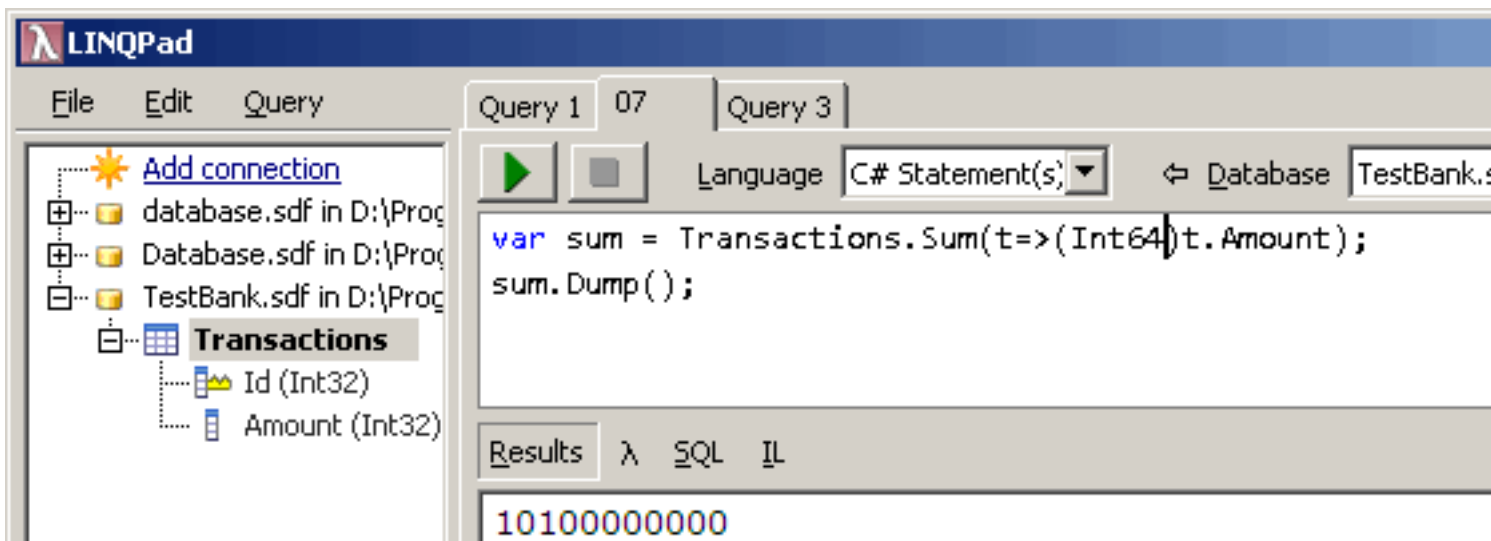 LINQPad
File Edit Query
Query 1 07 Query 3
Add connection
database.sdf in D:\Prog
Database.sdf in D:\Prog
TestBank.sdf in D:\Prog
Transactions
Id (Int32)
Amount (Int32)
Language C# Statement(s) Database TestBank.s
var sum = Transactions.Sum(t=>(Int64)t.Amount);
sum.Dump();
Results λ SQL IL
10100000000